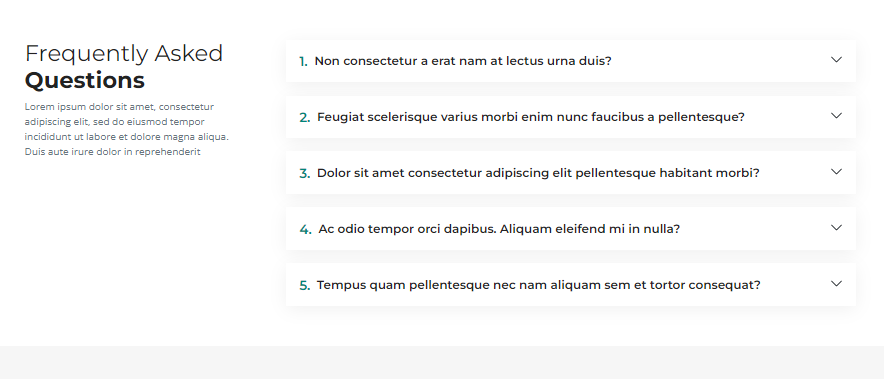 Frequently Asked
Questions
Lorem ipsum dolor sit amet, consectetur
adipiscing elit, sed do eiusmod tempor
incididunt ut labore et dolore magna aliqua.
Duis aute irure dolor in reprehenderit
1. Non consectetur a erat nam at lectus urna duis?
2. Feugiat scelerisque varius morbi enim nunc faucibus a pellentesque?
3. Dolor sit amet consectetur adipiscing elit pellentesque habitant morbi?
4. Ac odio tempor orci dapibus. Aliquam eleifend mi in nulla?
5. Tempus quam pellentesque nec nam aliquam sem et tortor consequat?